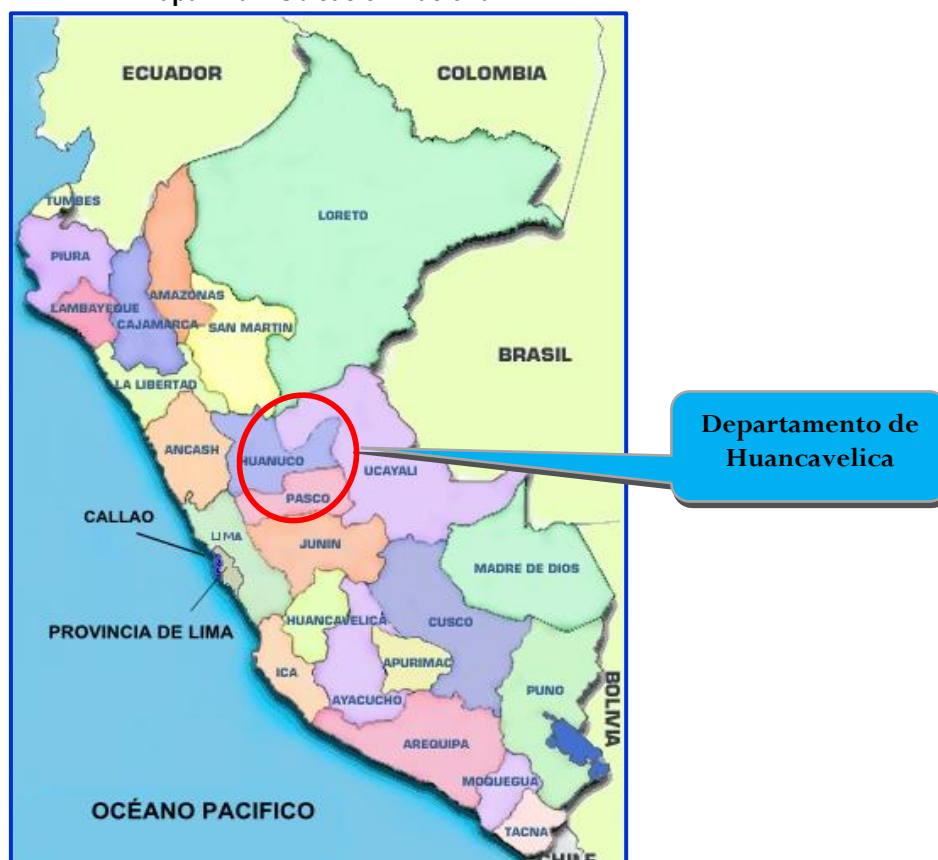 ECUADOR
COLOMBIA
TUMBES
LORETO
PIURA
AMAZONAS
LAMBAYEQUE
CAJAMARCA
SAN MARTIN
BRASIL
LA LIBERTAD
Departamento de
Huancavelica
ANCASH
HUANUCO
UCAYALI
PASCO
CALLAO
LIMA
JUNIN
MADRE DE DIOS
PROVINCIA DE LIMA
HUANCAVELICA
CUSCO
APURIMAC
ICA
PUNO
AYACUCHO
BOLIVIA
AREQUIPA
MOQUEGUA
OCÉANO PACIFICO
TACNA
CHILE